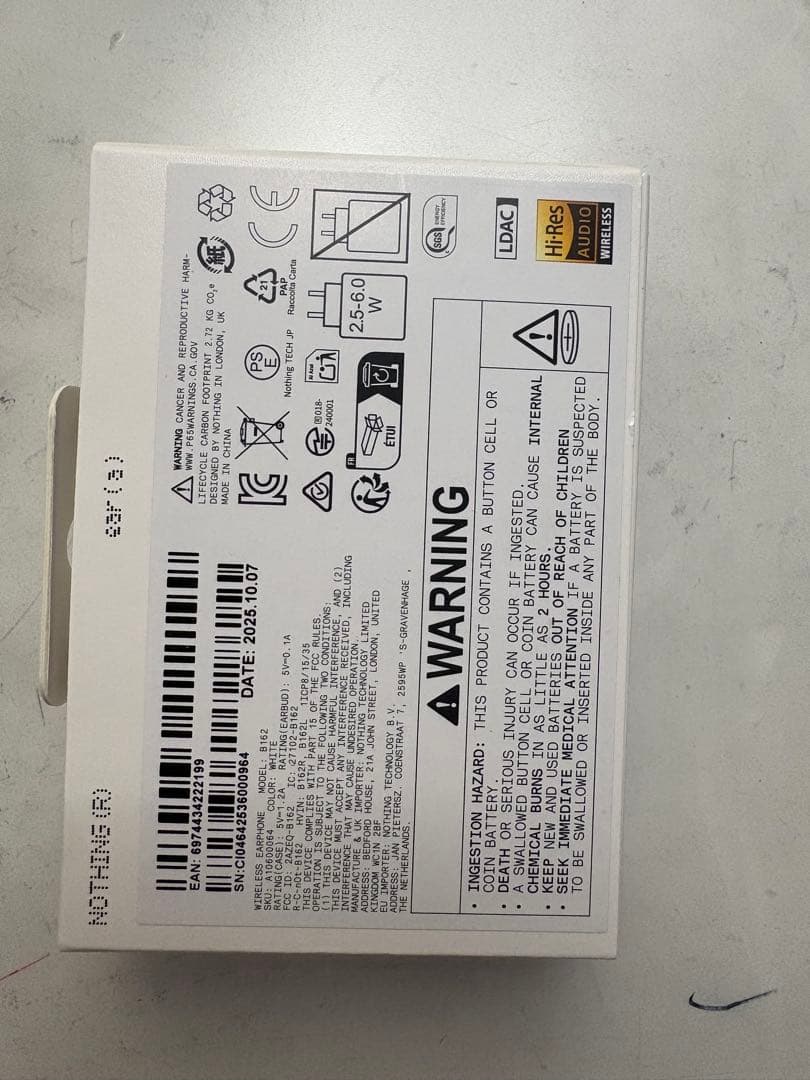 NOTHING (R)
ear (a)
EAN: 6974434222199
SN:CI04642536000964
DATE: 2025.10.07
WIRELESS EARPHONE MODEL: B162
SKU: A10600064 COLOR: WHITE
RATING(CASE): 5V⎓1.2A RATING(EARBUD): 5V⎓0.1A
FCC ID: 2AZEQ-B162 IC: 27102-B162
R-C-nOt-B162 HVIN: B162R, B162L 1ICP8/15/35
THIS DEVICE COMPLIES WITH PART 15 OF THE FCC RULES.
OPERATION IS SUBJECT TO THE FOLLOWING TWO CONDITIONS:
(1) THIS DEVICE MAY NOT CAUSE HARMFUL INTERFERENCE, AND (2)
THIS DEVICE MUST ACCEPT ANY INTERFERENCE RECEIVED, INCLUDING
INTERFERENCE THAT MAY CAUSE UNDESIRED OPERATION.
MANUFACTURE & UK IMPORTER: NOTHING TECHNOLOGY LIMITED
ADDRESS: BEDFORD HOUSE, 21A JOHN STREET, LONDON, UNITED
KINGDOM WC1N 2BF
EU IMPORTER: NOTHING TECHNOLOGY B.V.
ADDRESS: JAN PIETERSZ. COENSTRAAT 7, 2595WP 'S-GRAVENHAGE ,
THE NETHERLANDS.
WARNING CANCER AND REPRODUCTIVE HARM-
WWW.P65WARNINGS.CA.GOV
LIFECYCLE CARBON FOOTPRINT 2.72 KG CO₂e
DESIGNED BY NOTHING IN LONDON, UK
MADE IN CHINA
紙
PS
E
Nothing TECH JP
21
PAP
Raccolta Carta
CE
018-
240001
FR
ÉTUI
2.5-6.0
W
SGS
ENERGY
EFFICIENCY
LDAC
Hi-Res
AUDIO
WIRELESS
WARNING
• INGESTION HAZARD: THIS PRODUCT CONTAINS A BUTTON CELL OR
COIN BATTERY.
• DEATH OR SERIOUS INJURY CAN OCCUR IF INGESTED.
• A SWALLOWED BUTTON CELL OR COIN BATTERY CAN CAUSE INTERNAL
CHEMICAL BURNS IN AS LITTLE AS 2 HOURS.
• KEEP NEW AND USED BATTERIES OUT OF REACH OF CHILDREN
• SEEK IMMEDIATE MEDICAL ATTENTION IF A BATTERY IS SUSPECTED
TO BE SWALLOWED OR INSERTED INSIDE ANY PART OF THE BODY.